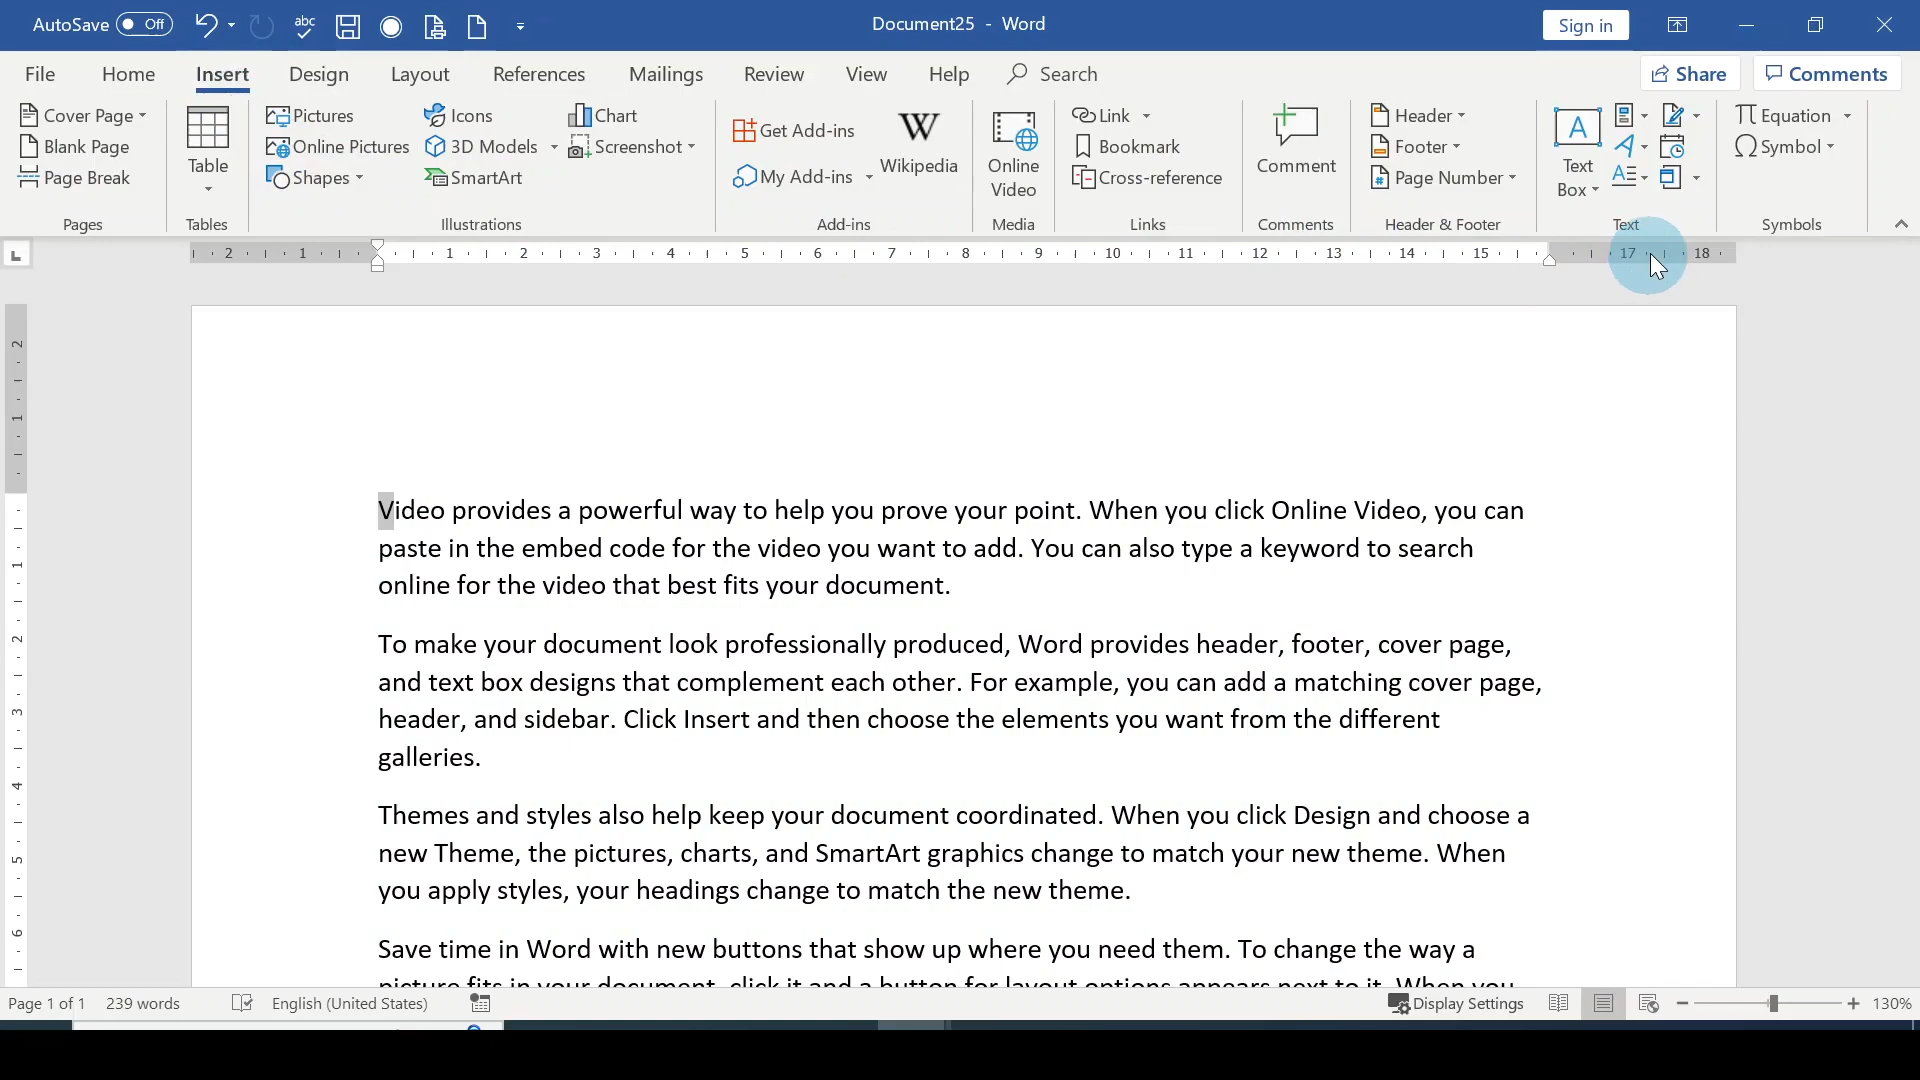 AutoSave Off abc Document25 - Word Sign in
File Home Insert Design Layout References Mailings Review View Help Search Share Comments
Cover Page
Blank Page
Page Break
Pages
Table
Tables
Pictures
Online Pictures
Shapes
Icons
3D Models
SmartArt
Chart
Screenshot
Illustrations
Get Add-ins
My Add-ins
W
Wikipedia
Add-ins
Online
Video
Media
Link
Bookmark
Cross-reference
Links
Comment
Comments
Header
Footer
Page Number
Header & Footer
A
Text
Box
Text
Equation
Symbol
Symbols
2 1 1 2 3 4 5 6 7 8 9 10 11 12 13 14 15 17 18
2
1
1
2
3
4
5
6
Video provides a powerful way to help you prove your point. When you click Online Video, you can
paste in the embed code for the video you want to add. You can also type a keyword to search
online for the video that best fits your document.
To make your document look professionally produced, Word provides header, footer, cover page,
and text box designs that complement each other. For example, you can add a matching cover page,
header, and sidebar. Click Insert and then choose the elements you want from the different
galleries.
Themes and styles also help keep your document coordinated. When you click Design and choose a
new Theme, the pictures, charts, and SmartArt graphics change to match your new theme. When
you apply styles, your headings change to match the new theme.
Save time in Word with new buttons that show up where you need them. To change the way a
picture fits in your document, click it and a button for layout options appears next to it. When you
Page 1 of 1 239 words English (United States) Display Settings 130%